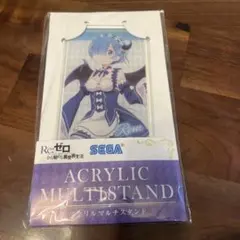 Rem
Re:ゼロ
から始める異世界生活
SEGA
ACRYLIC
MULTISTAND
アクリルマルチスタンド